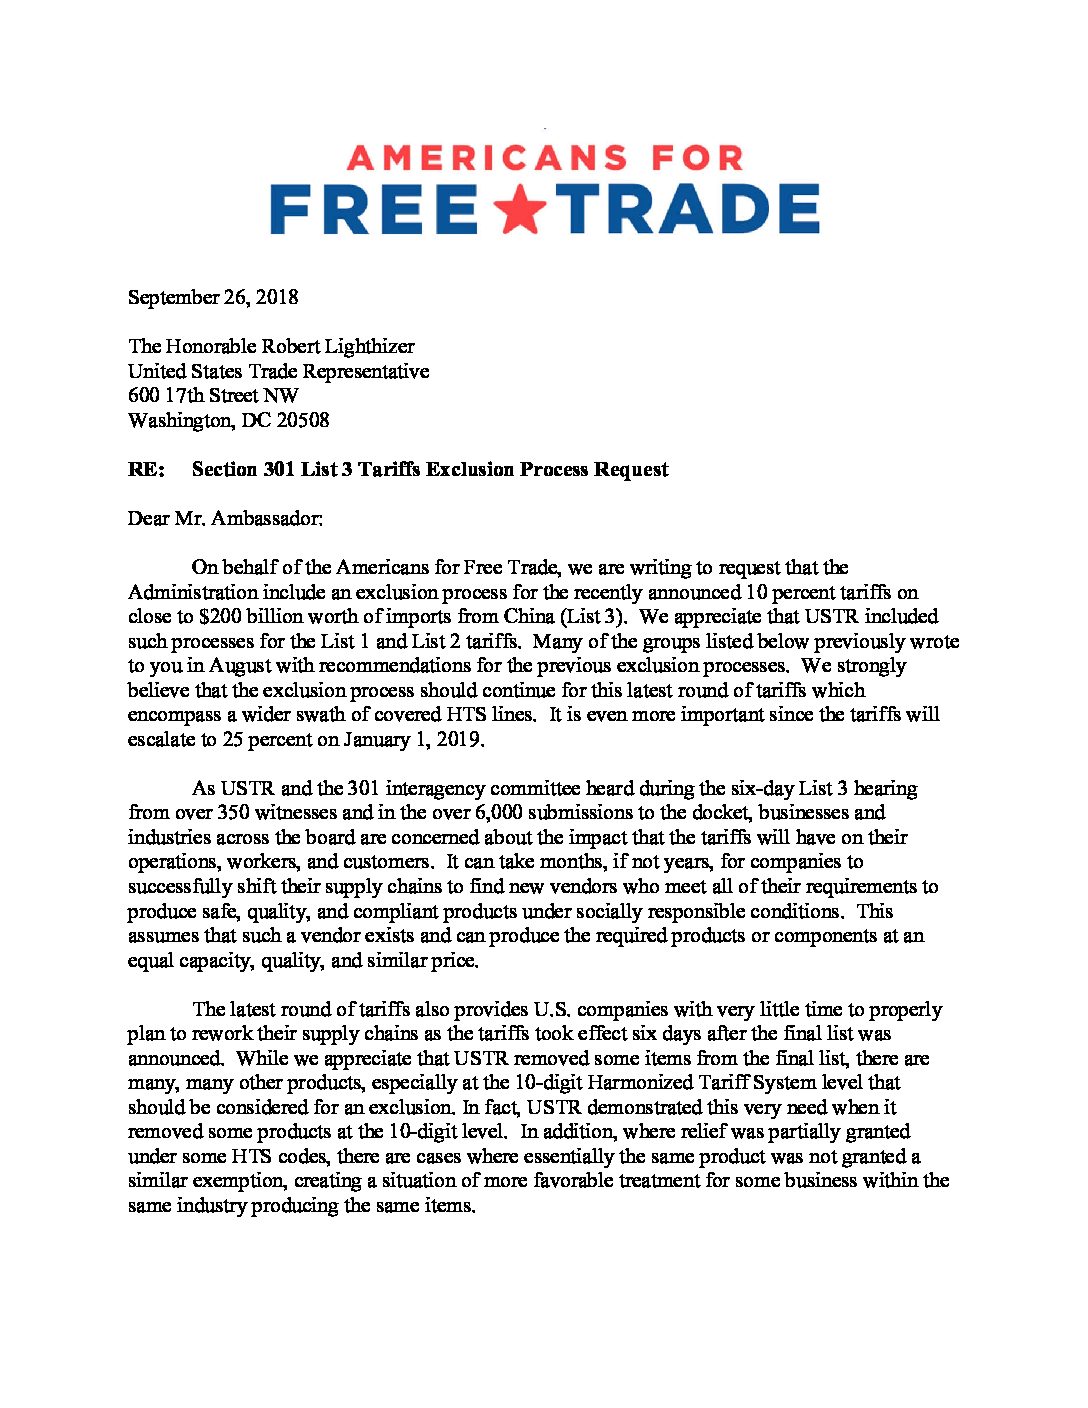 AMERICANS FOR
FREE★TRADE
September 26, 2018
The Honorable Robert Lighthizer
United States Trade Representative
600 17th Street NW
Washington, DC 20508
RE: Section 301 List 3 Tariffs Exclusion Process Request
Dear Mr. Ambassador:
On behalf of the Americans for Free Trade, we are writing to request that the
Administration include an exclusion process for the recently announced 10 percent tariffs on
close to $200 billion worth of imports from China (List 3).  We appreciate that USTR included
such processes for the List 1 and List 2 tariffs.  Many of the groups listed below previously wrote
to you in August with recommendations for the previous exclusion processes.  We strongly
believe that the exclusion process should continue for this latest round of tariffs which
encompass a wider swath of covered HTS lines.  It is even more important since the tariffs will
escalate to 25 percent on January 1, 2019.
As USTR and the 301 interagency committee heard during the six-day List 3 hearing
from over 350 witnesses and in the over 6,000 submissions to the docket, businesses and
industries across the board are concerned about the impact that the tariffs will have on their
operations, workers, and customers.  It can take months, if not years, for companies to
successfully shift their supply chains to find new vendors who meet all of their requirements to
produce safe, quality, and compliant products under socially responsible conditions.  This
assumes that such a vendor exists and can produce the required products or components at an
equal capacity, quality, and similar price.
The latest round of tariffs also provides U.S. companies with very little time to properly
plan to rework their supply chains as the tariffs took effect six days after the final list was
announced.  While we appreciate that USTR removed some items from the final list, there are
many, many other products, especially at the 10-digit Harmonized Tariff System level that
should be considered for an exclusion. In fact, USTR demonstrated this very need when it
removed some products at the 10-digit level.  In addition, where relief was partially granted
under some HTS codes, there are cases where essentially the same product was not granted a
similar exemption, creating a situation of more favorable treatment for some business within the
same industry producing the same items.